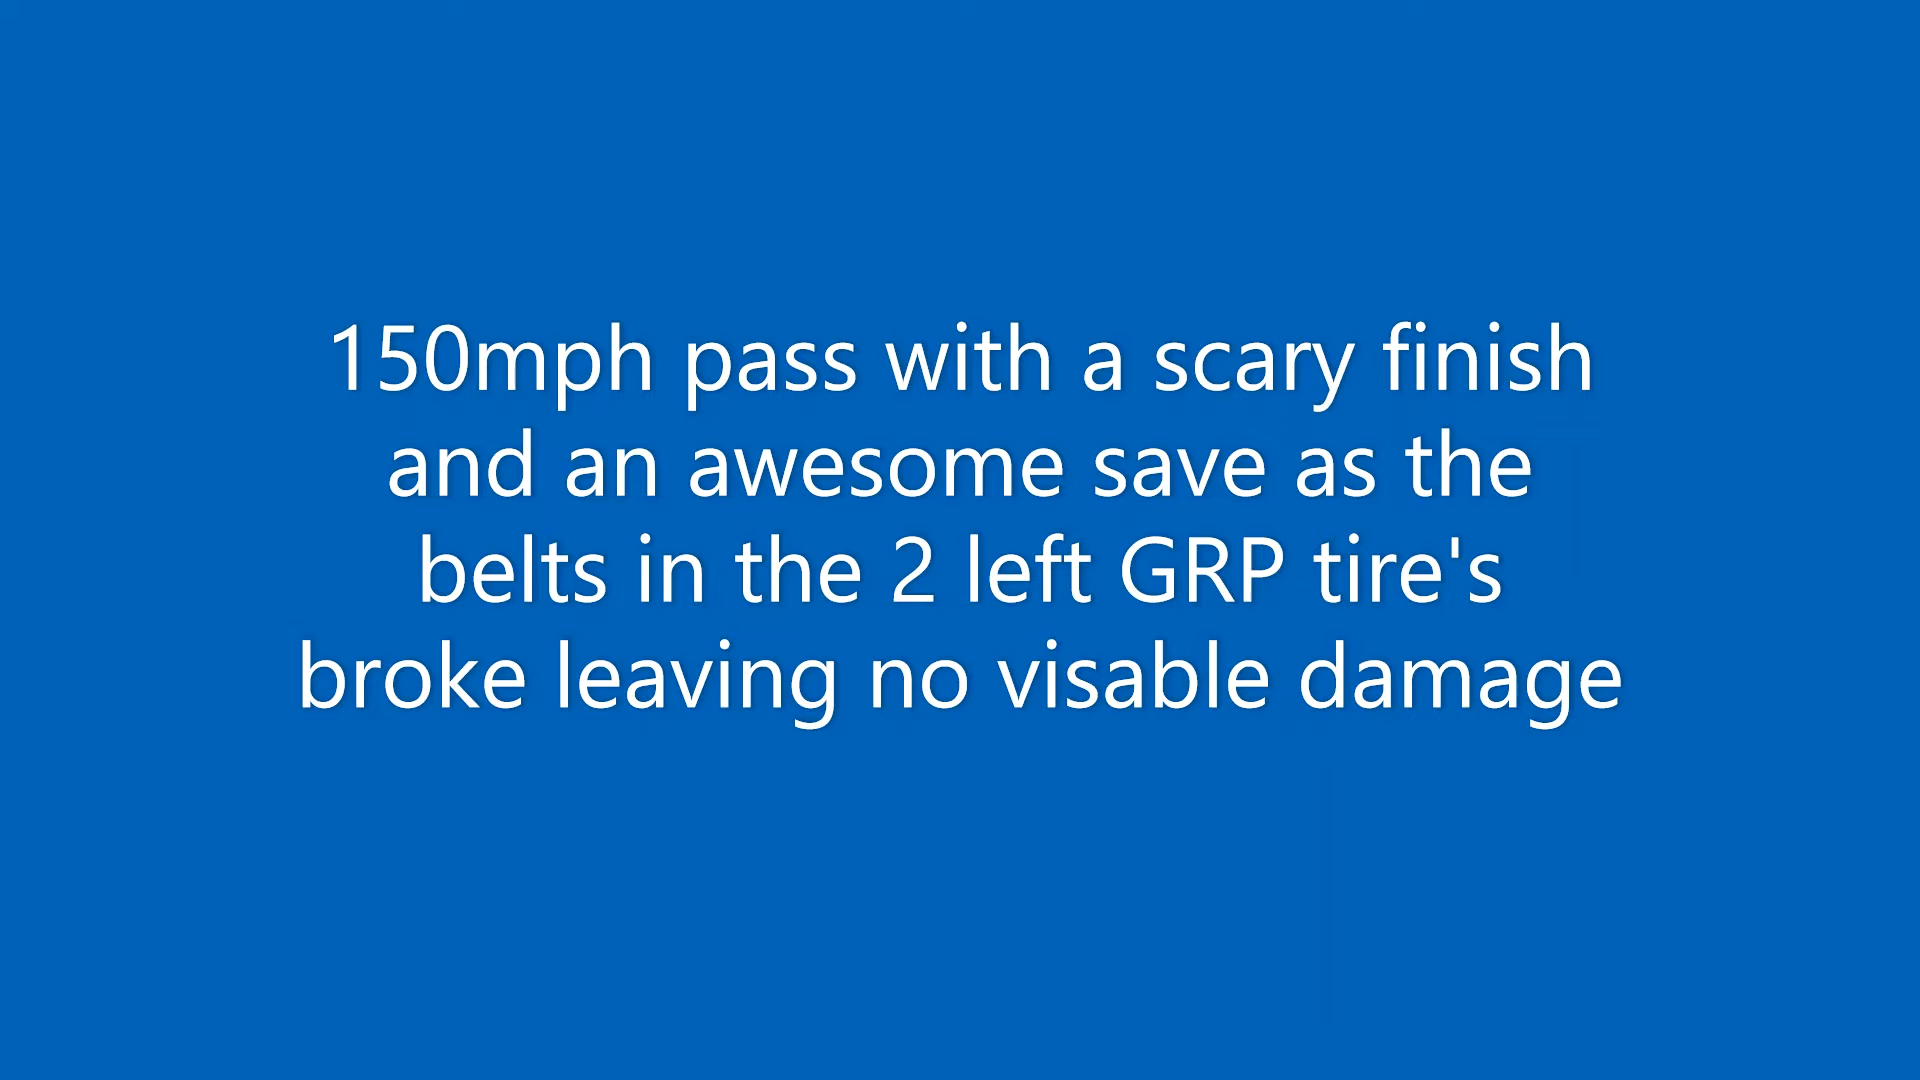 150mph pass with a scary finish
and an awesome save as the
belts in the 2 left GRP tire's
broke leaving no visable damage